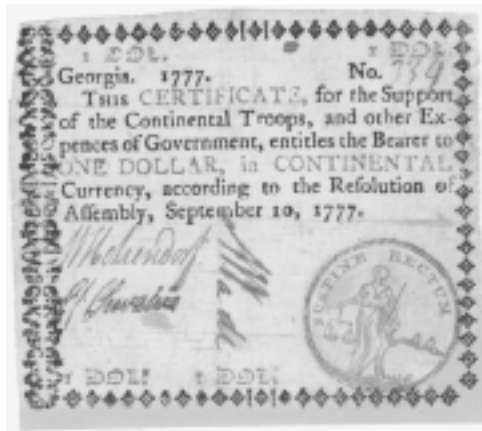 1 DOL. 1 DOL.
Georgia. 1777. No. 339
THIS CERTIFICATE, for the Support
of the Continental Troops, and other Ex-
pences of Government, entitles the Bearer to
ONE DOLLAR, in CONTINENTAL
Currency, according to the Resolution of
Assembly, September 10, 1777.
SUSTINE RECTUM
1 DOL. 1 DOL.